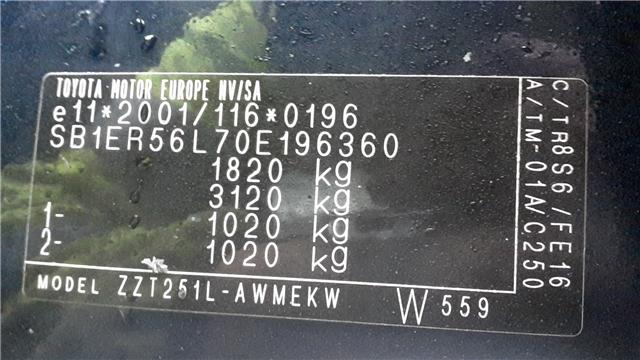 TOYOTA MOTOR EUROPE NV/SA
e11*2001/116*0196
SB1ER56L70E196360
1820 kg
3120 kg
1- 1020 kg
2- 1020 kg
MODEL ZZT251L-AWMEKW W 559
C/TR8S6/FE16
A/TM-01A/C250